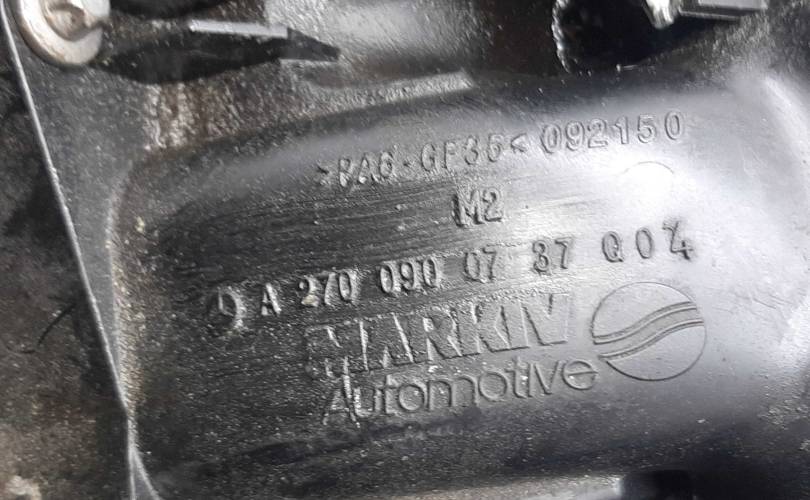 >PA6-GF35< 092150
M2
A 270 090 07 37 Q04
MARKIV
Automotive